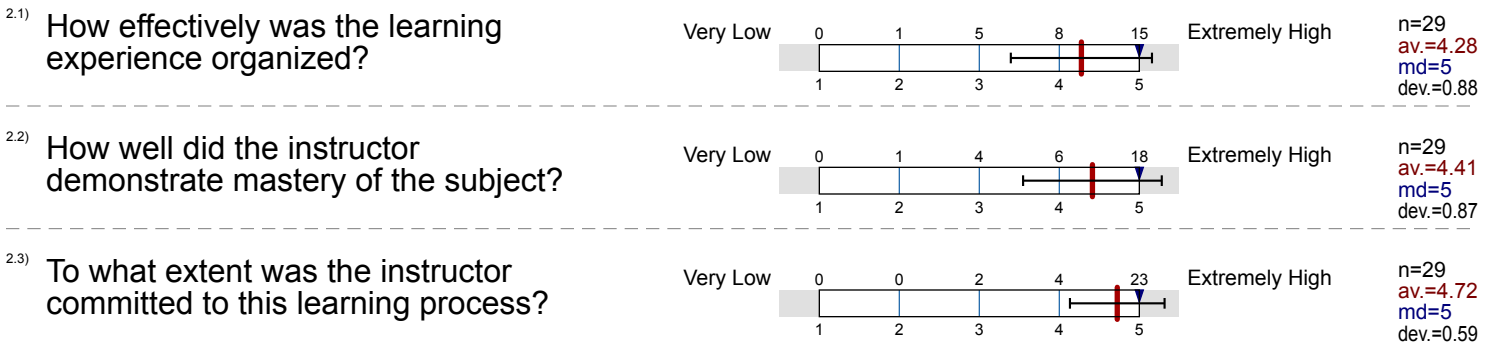 2.1) How effectively was the learning
experience organized?
Very Low 0 1 5 8 15 Extremely High
1 2 3 4 5
n=29
av.=4.28
md=5
dev.=0.88
2.2) How well did the instructor
demonstrate mastery of the subject?
Very Low 0 1 4 6 18 Extremely High
1 2 3 4 5
n=29
av.=4.41
md=5
dev.=0.87
2.3) To what extent was the instructor
committed to this learning process?
Very Low 0 0 2 4 23 Extremely High
1 2 3 4 5
n=29
av.=4.72
md=5
dev.=0.59